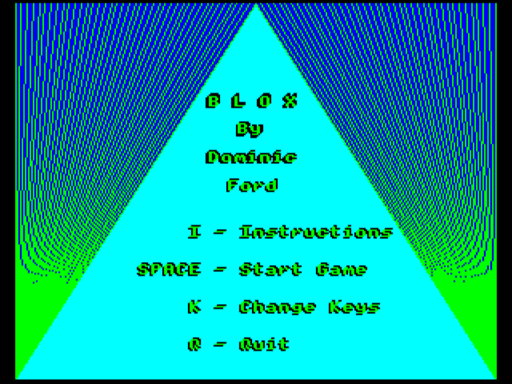 B L O X
By
Dominic
Ford
I - Instructions
SPACE - Start Game
K - Change Keys
Q - Quit